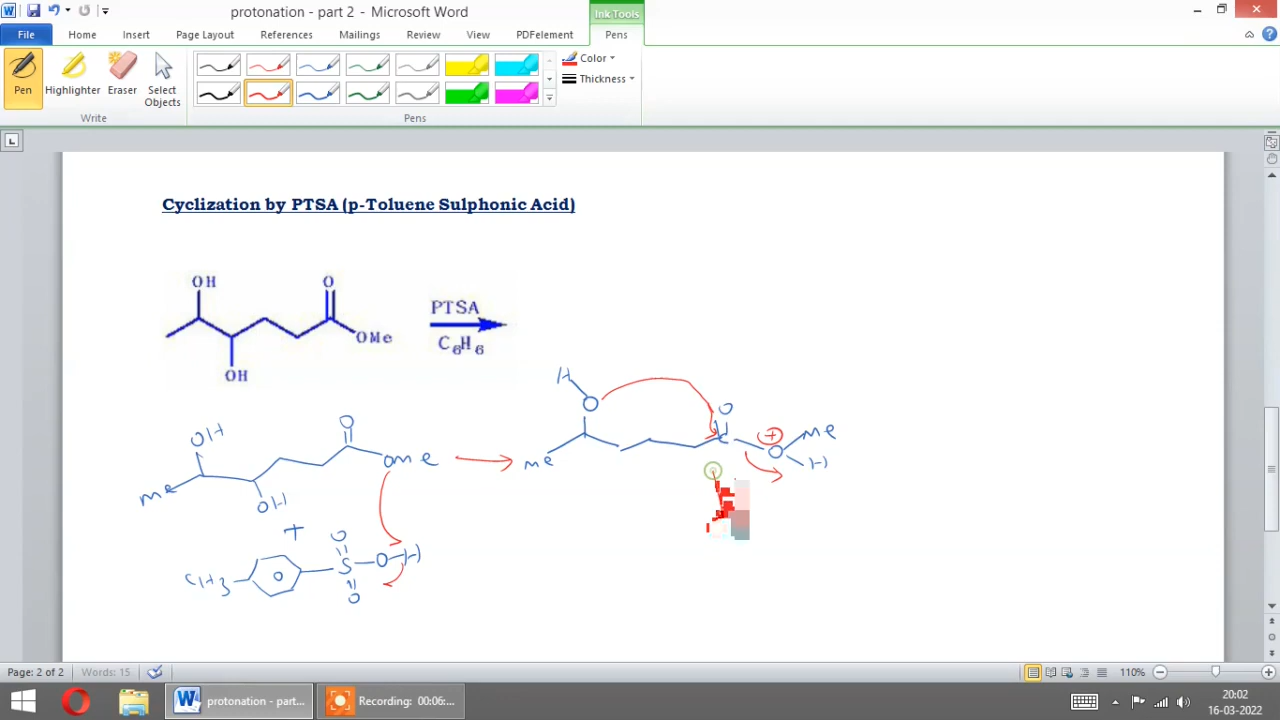 protonation - part 2 - Microsoft Word
Ink Tools
File Home Insert Page Layout References Mailings Review View PDFelement Pens
Pen Highlighter Eraser Select Objects
Color
Thickness
Write Pens
Cyclization by PTSA (p-Toluene Sulphonic Acid)
OH O
PTSA
OMe
C6H6
OH
H
O O
OH O + me
O
me H
me OMe
OH
+
O
CH3 S O H
O
Page: 2 of 2 Words: 15 110%
protonation - part... Recording: 00:06:...
20:02
16-03-2022